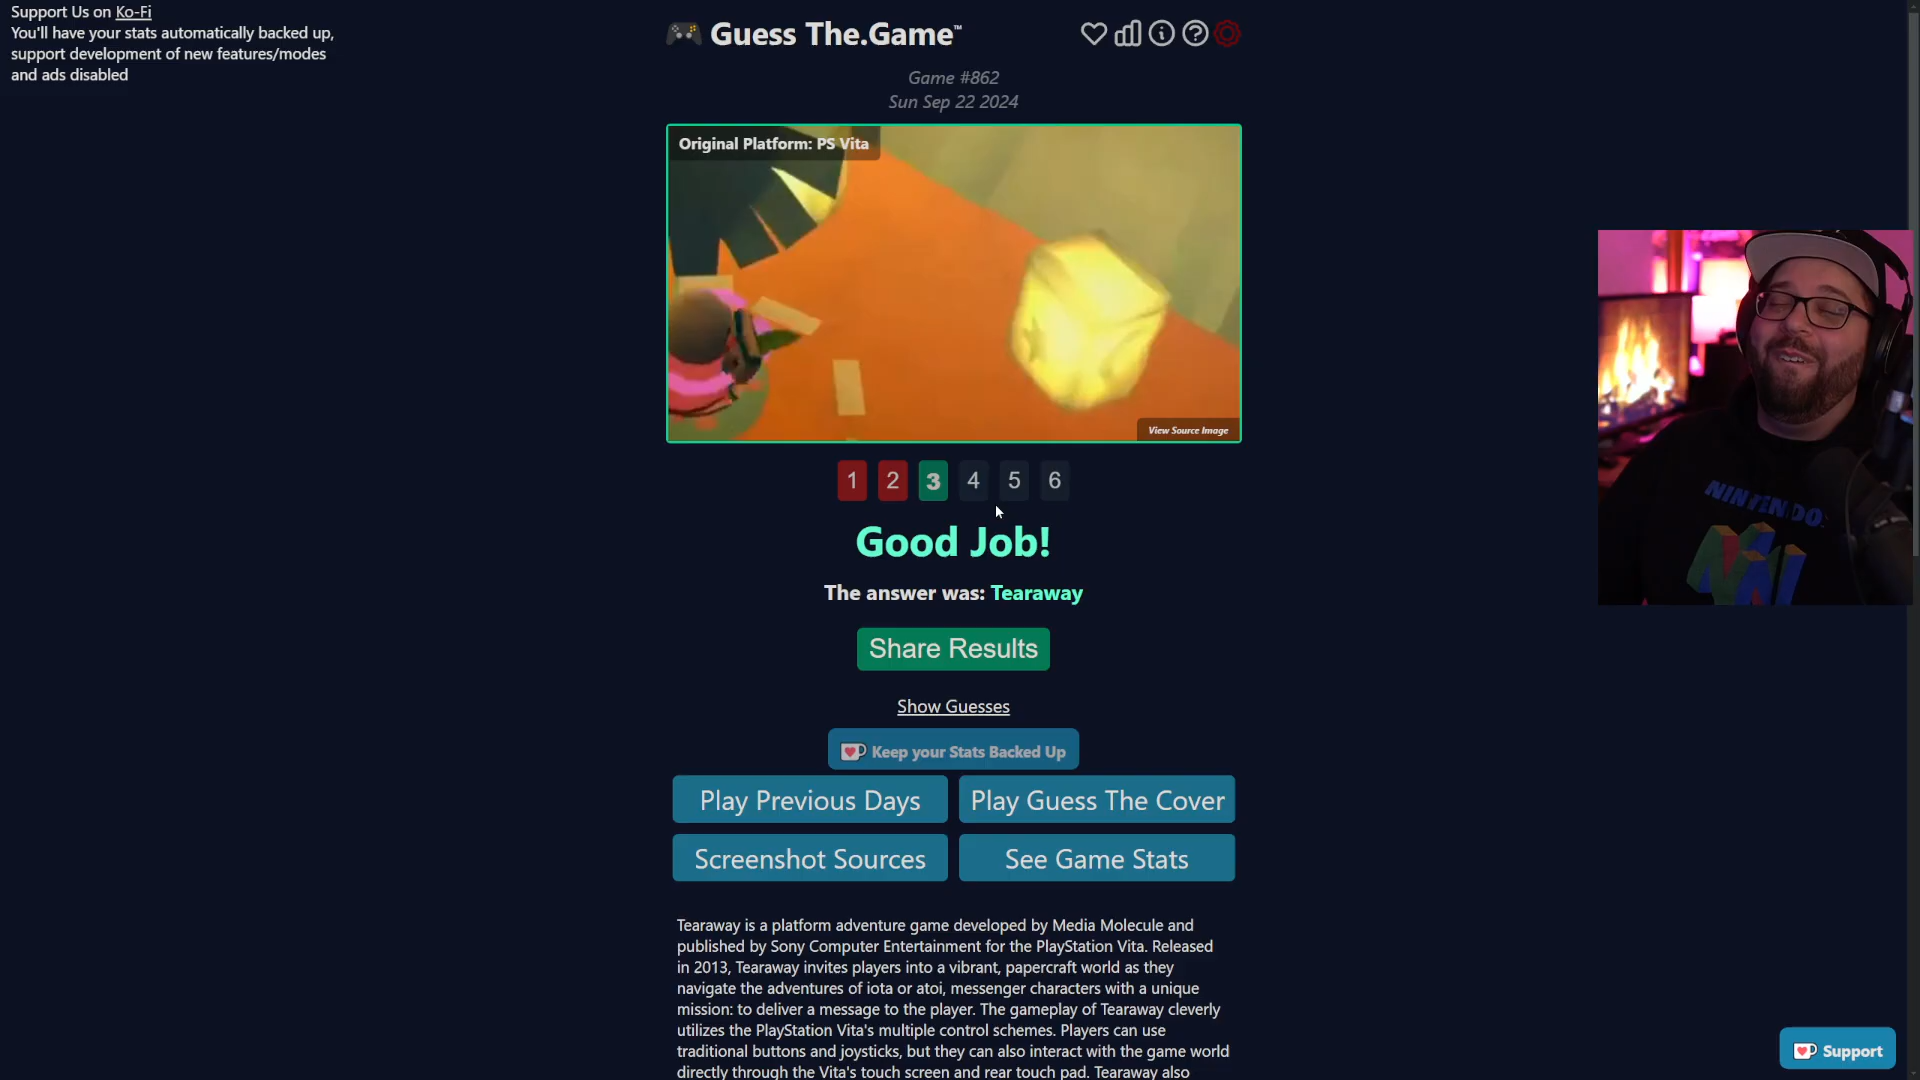 Support Us on Ko-Fi
You'll have your stats automatically backed up,
support development of new features/modes
and ads disabled
Guess The.Game™
Game #862
Sun Sep 22 2024
Original Platform: PS Vita
View Source Image
1 2 3 4 5 6
Good Job!
The answer was: Tearaway
Share Results
Show Guesses
Keep your Stats Backed Up
Play Previous Days
Play Guess The Cover
Screenshot Sources
See Game Stats
Tearaway is a platform adventure game developed by Media Molecule and
published by Sony Computer Entertainment for the PlayStation Vita. Released
in 2013, Tearaway invites players into a vibrant, papercraft world as they
navigate the adventures of iota or atoi, messenger characters with a unique
mission: to deliver a message to the player. The gameplay of Tearaway cleverly
utilizes the PlayStation Vita's multiple control schemes. Players can use
traditional buttons and joysticks, but they can also interact with the game world
directly through the Vita's touch screen and rear touch pad. Tearaway also
NINTENDO
Support